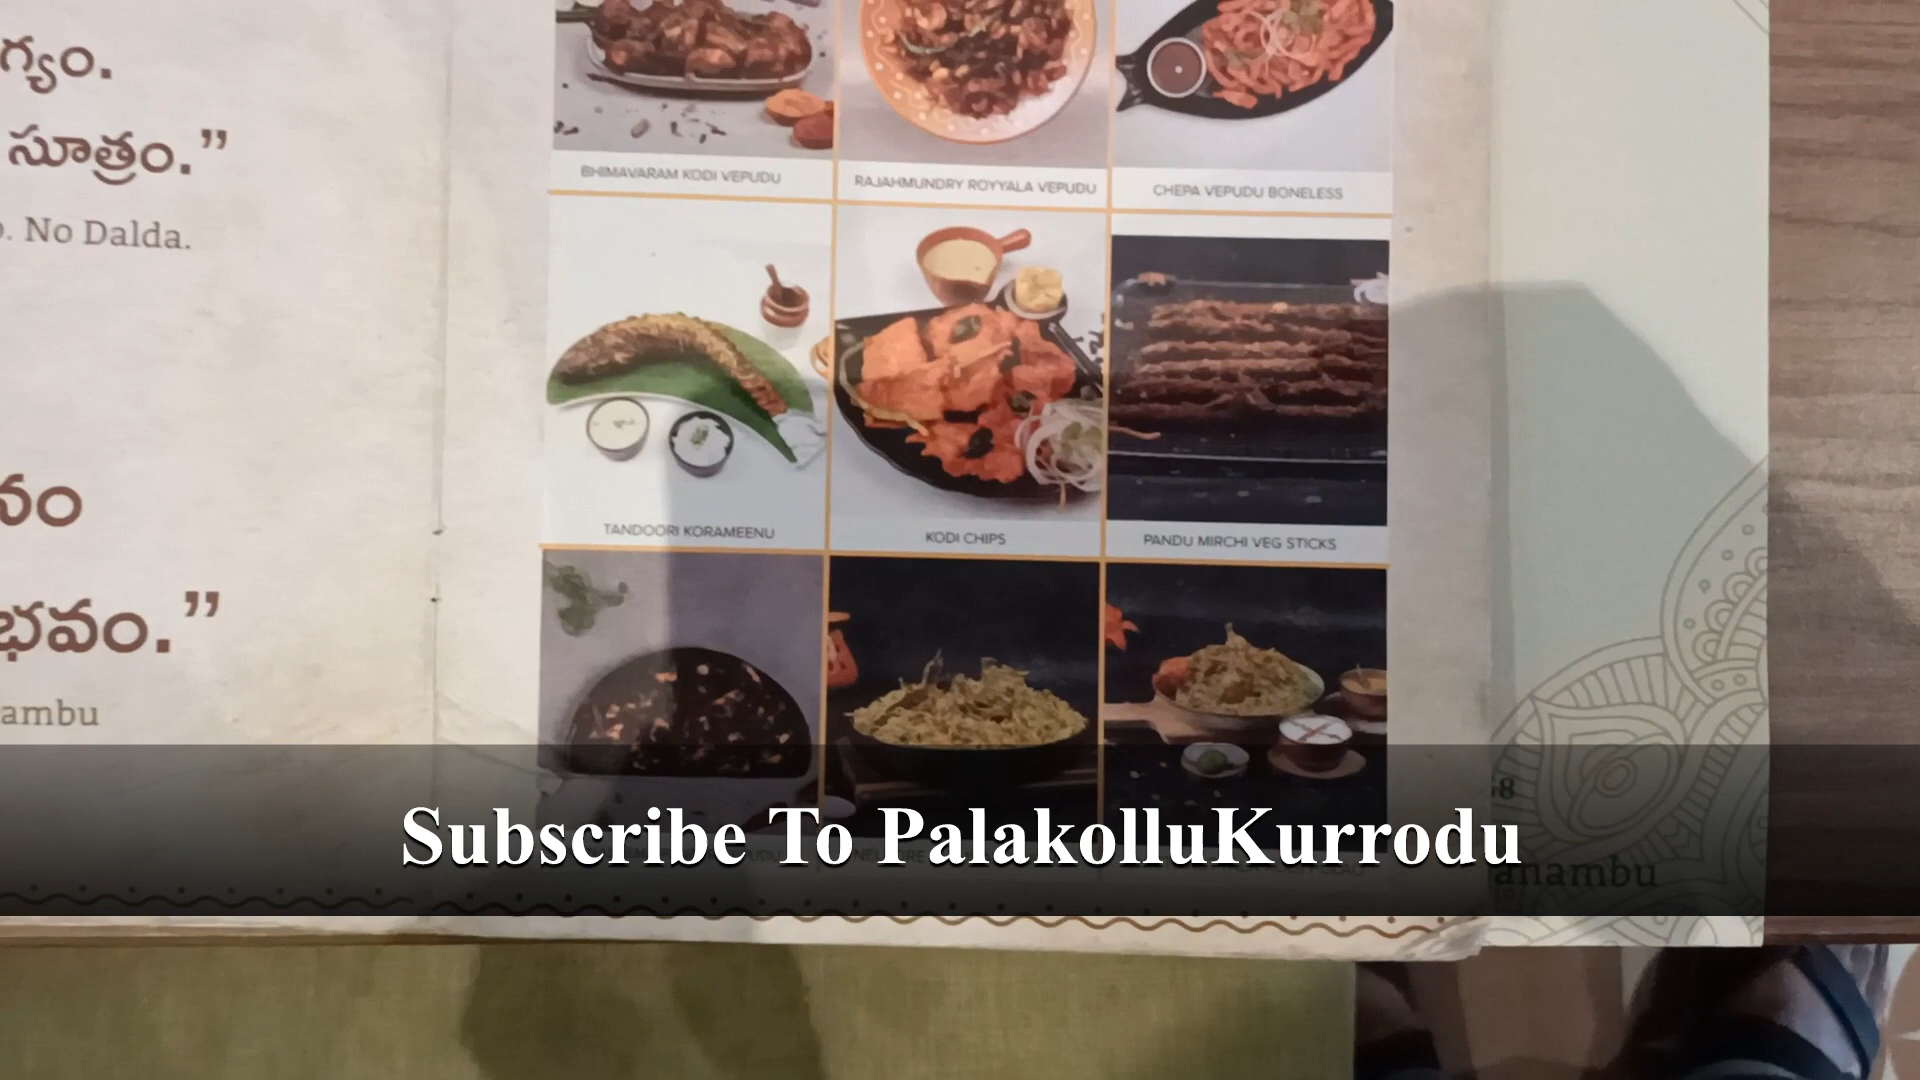 గ్యం.
సూత్రం.”
. No Dalda.
నం
భవం.”
ambu
BHIMAVARAM KODI VEPUDU
RAJAHMUNDRY ROYYALA VEPUDU
CHEPA VEPUDU BONELESS
TANDOORI KORAMEENU
KODI CHIPS
PANDU MIRCHI VEG STICKS
Subscribe To PalakolluKurrodu
anambu